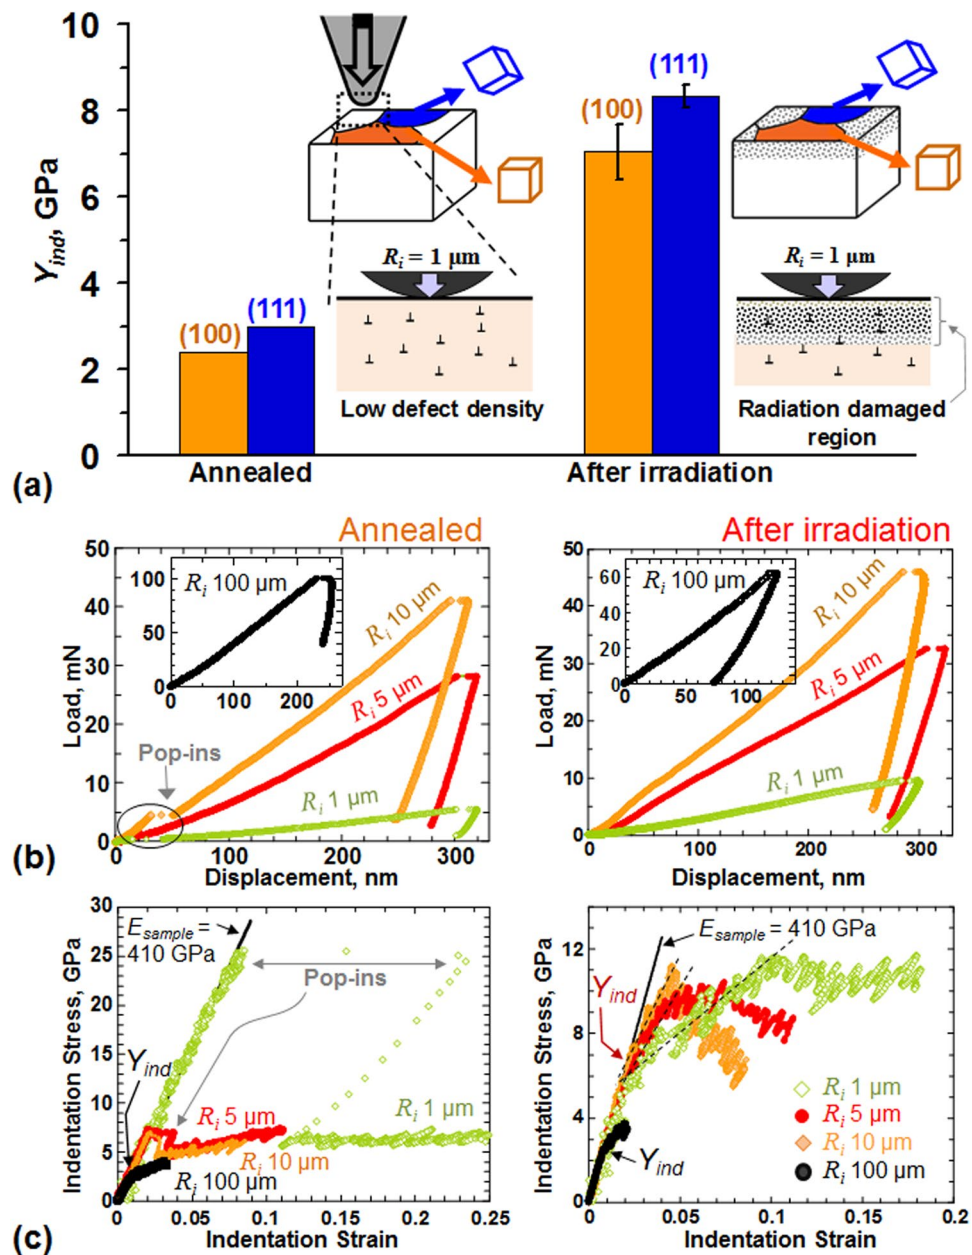 10
8
6
4
2
0
Y_ind, GPa
(100)
(111)
(100)
(111)
R_i = 1 μm
R_i = 1 μm
Low defect density
Radiation damaged
region
Annealed
After irradiation
(a)
Annealed
50
40
30
20
10
0
Load, mN
100
50
0
0 100 200
R_i 100 μm
R_i 10 μm
R_i 5 μm
R_i 1 μm
Pop-ins
0 100 200 300
Displacement, nm
After irradiation
50
40
30
20
10
0
Load, mN
60
40
20
0
0 50 100
R_i 100 μm
R_i 10 μm
R_i 5 μm
R_i 1 μm
0 100 200 300
Displacement, nm
(b)
30
25
20
15
10
5
0
Indentation Stress, GPa
E_sample =
410 GPa
Pop-ins
Y_ind
R_i 5 μm
R_i 1 μm
R_i 10 μm
R_i 100 μm
0 0.05 0.1 0.15 0.2 0.25
Indentation Strain
12
8
4
0
Indentation Stress, GPa
E_sample = 410 GPa
Y_ind
Y_ind
R_i 1 μm
R_i 5 μm
R_i 10 μm
R_i 100 μm
0 0.05 0.1 0.15 0.2
Indentation Strain
(c)